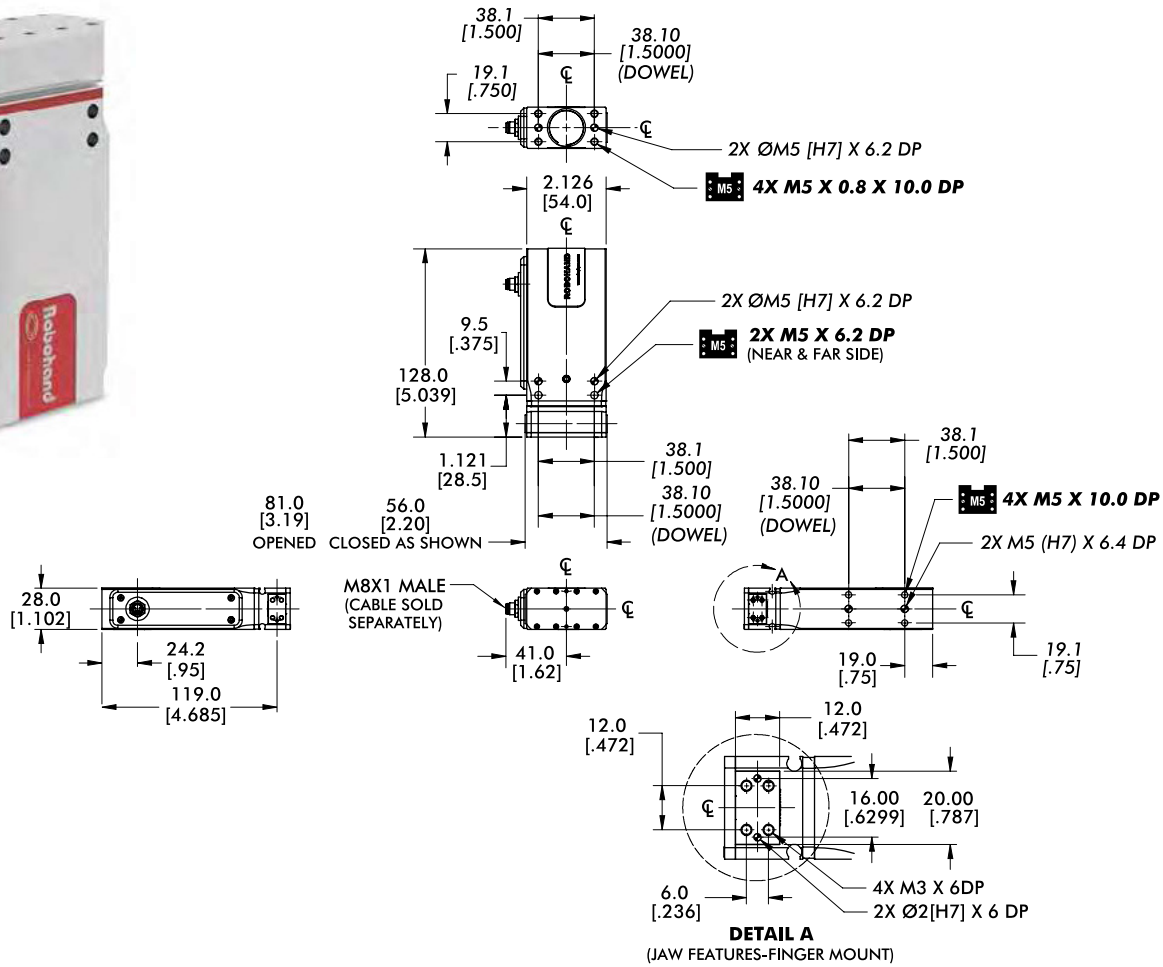 38.1
[1.500]
38.10
[1.5000]
(DOWEL)
19.1
[.750]
℄
℄
2X ØM5 [H7] X 6.2 DP
M5 4X M5 X 0.8 X 10.0 DP
2.126
[54.0]
℄
ROBOHAND
Robohand
2X ØM5 [H7] X 6.2 DP
9.5
[.375]
M5 2X M5 X 6.2 DP
(NEAR & FAR SIDE)
128.0
[5.039]
1.121
[28.5]
38.1
[1.500]
38.10
[1.5000]
(DOWEL)
81.0
[3.19]
OPENED
56.0
[2.20]
CLOSED AS SHOWN
38.1
[1.500]
38.10
[1.5000]
(DOWEL)
M5 4X M5 X 10.0 DP
2X M5 (H7) X 6.4 DP
28.0
[1.102]
24.2
[.95]
119.0
[4.685]
M8X1 MALE
(CABLE SOLD
SEPARATELY)
℄
℄
41.0
[1.62]
A
℄
19.0
[.75]
19.1
[.75]
12.0
[.472]
12.0
[.472]
℄
16.00
[.6299]
20.00
[.787]
6.0
[.236]
4X M3 X 6DP
2X Ø2[H7] X 6 DP
DETAIL A
(JAW FEATURES-FINGER MOUNT)